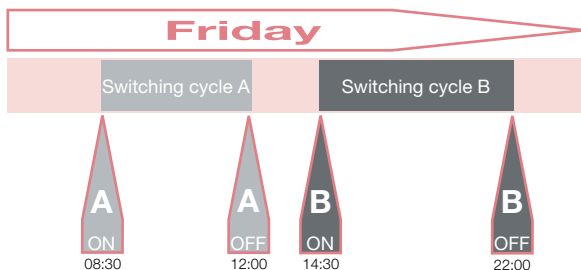 Friday
Switching cycle A Switching cycle B
A A B B
ON OFF ON OFF
08:30 12:00 14:30 22:00